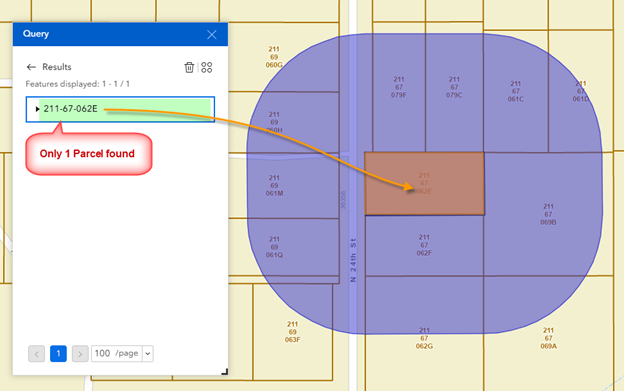 Query
Results
Features displayed: 1 - 1 / 1
211-67-062E
Only 1 Parcel found
1
100 /page
211
69
060G
211
69
060H
211
69
061M
211
69
061Q
211
69
063F
N 24th St
211
67
079F
211
67
079C
211
67
061C
211
67
061D
211
67
062E
211
67
069B
211
67
062F
211
67
062G
211
67
069A